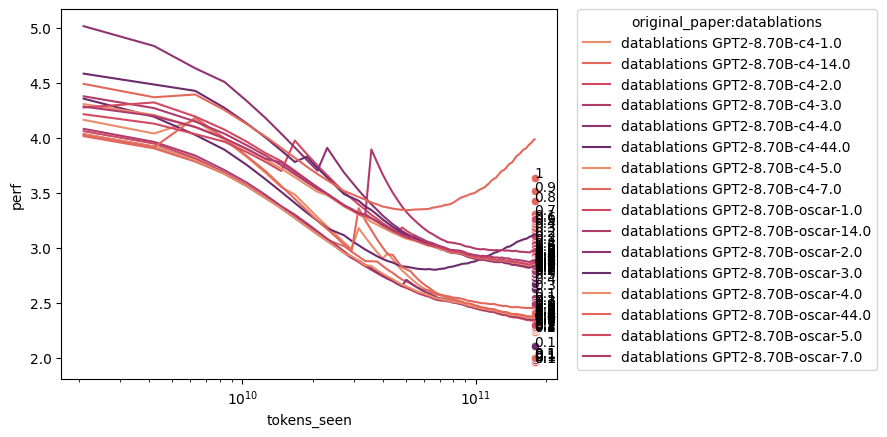 original_paper:datablations
datablations GPT2-8.70B-c4-1.0
datablations GPT2-8.70B-c4-14.0
datablations GPT2-8.70B-c4-2.0
datablations GPT2-8.70B-c4-3.0
datablations GPT2-8.70B-c4-4.0
datablations GPT2-8.70B-c4-44.0
datablations GPT2-8.70B-c4-5.0
datablations GPT2-8.70B-c4-7.0
datablations GPT2-8.70B-oscar-1.0
datablations GPT2-8.70B-oscar-14.0
datablations GPT2-8.70B-oscar-2.0
datablations GPT2-8.70B-oscar-3.0
datablations GPT2-8.70B-oscar-4.0
datablations GPT2-8.70B-oscar-44.0
datablations GPT2-8.70B-oscar-5.0
datablations GPT2-8.70B-oscar-7.0
5.0
4.5
4.0
3.5
3.0
2.5
2.0
perf
1
0.9
0.8
0.7
0.1
10^10
10^11
tokens_seen